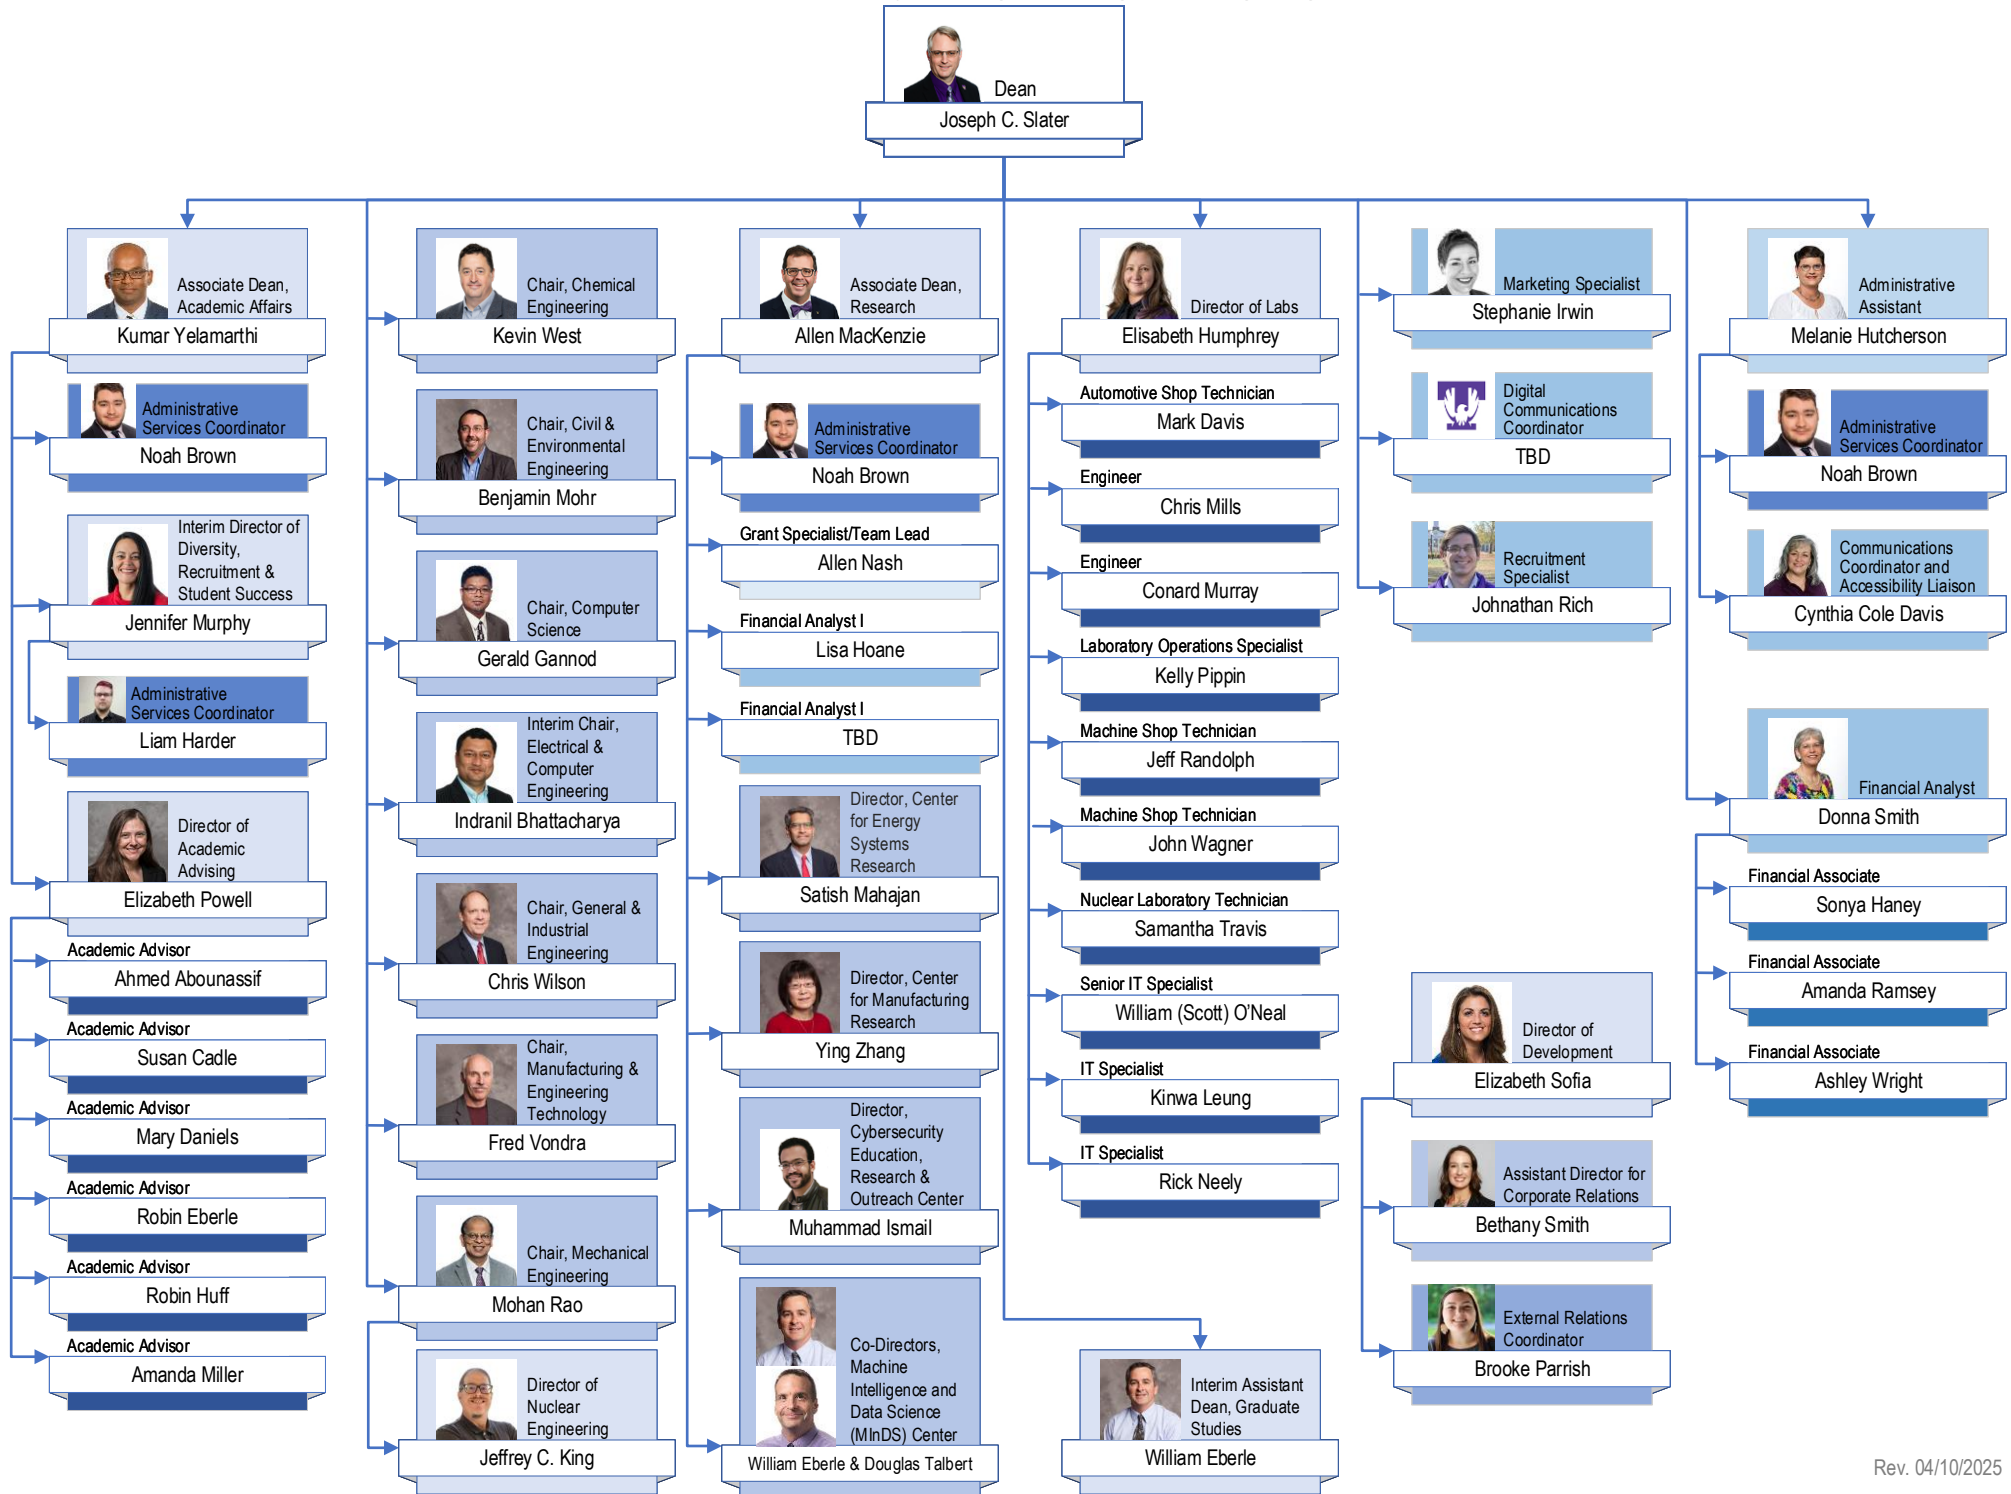 Dean
Joseph C. Slater
Associate Dean,
Academic Affairs
Kumar Yelamarthi
Administrative
Services Coordinator
Noah Brown
Interim Director of
Diversity,
Recruitment &
Student Success
Jennifer Murphy
Administrative
Services Coordinator
Liam Harder
Director of
Academic
Advising
Elizabeth Powell
Academic Advisor
Ahmed Abounassif
Academic Advisor
Susan Cadle
Academic Advisor
Mary Daniels
Academic Advisor
Robin Eberle
Academic Advisor
Robin Huff
Academic Advisor
Amanda Miller
Chair, Chemical
Engineering
Kevin West
Chair, Civil &
Environmental
Engineering
Benjamin Mohr
Chair, Computer
Science
Gerald Gannod
Interim Chair,
Electrical &
Computer
Engineering
Indranil Bhattacharya
Chair, General &
Industrial
Engineering
Chris Wilson
Chair,
Manufacturing &
Engineering
Technology
Fred Vondra
Chair, Mechanical
Engineering
Mohan Rao
Director of
Nuclear
Engineering
Jeffrey C. King
Associate Dean,
Research
Allen MacKenzie
Administrative
Services Coordinator
Noah Brown
Grant Specialist/Team Lead
Allen Nash
Financial Analyst I
Lisa Hoane
Financial Analyst I
TBD
Director, Center
for Energy
Systems
Research
Satish Mahajan
Director, Center
for Manufacturing
Research
Ying Zhang
Director,
Cybersecurity
Education,
Research &
Outreach Center
Muhammad Ismail
Co-Directors,
Machine
Intelligence and
Data Science
(MInDS) Center
William Eberle & Douglas Talbert
Director of Labs
Elisabeth Humphrey
Automotive Shop Technician
Mark Davis
Engineer
Chris Mills
Engineer
Conard Murray
Laboratory Operations Specialist
Kelly Pippin
Machine Shop Technician
Jeff Randolph
Machine Shop Technician
John Wagner
Nuclear Laboratory Technician
Samantha Travis
Senior IT Specialist
William (Scott) O'Neal
IT Specialist
Kinwa Leung
IT Specialist
Rick Neely
Interim Assistant
Dean, Graduate
Studies
William Eberle
Marketing Specialist
Stephanie Irwin
Digital
Communications
Coordinator
TBD
Recruitment
Specialist
Johnathan Rich
Director of
Development
Elizabeth Sofia
Assistant Director for
Corporate Relations
Bethany Smith
External Relations
Coordinator
Brooke Parrish
Administrative
Assistant
Melanie Hutcherson
Administrative
Services Coordinator
Noah Brown
Communications
Coordinator and
Accessibility Liaison
Cynthia Cole Davis
Financial Analyst
Donna Smith
Financial Associate
Sonya Haney
Financial Associate
Amanda Ramsey
Financial Associate
Ashley Wright
Rev. 04/10/2025